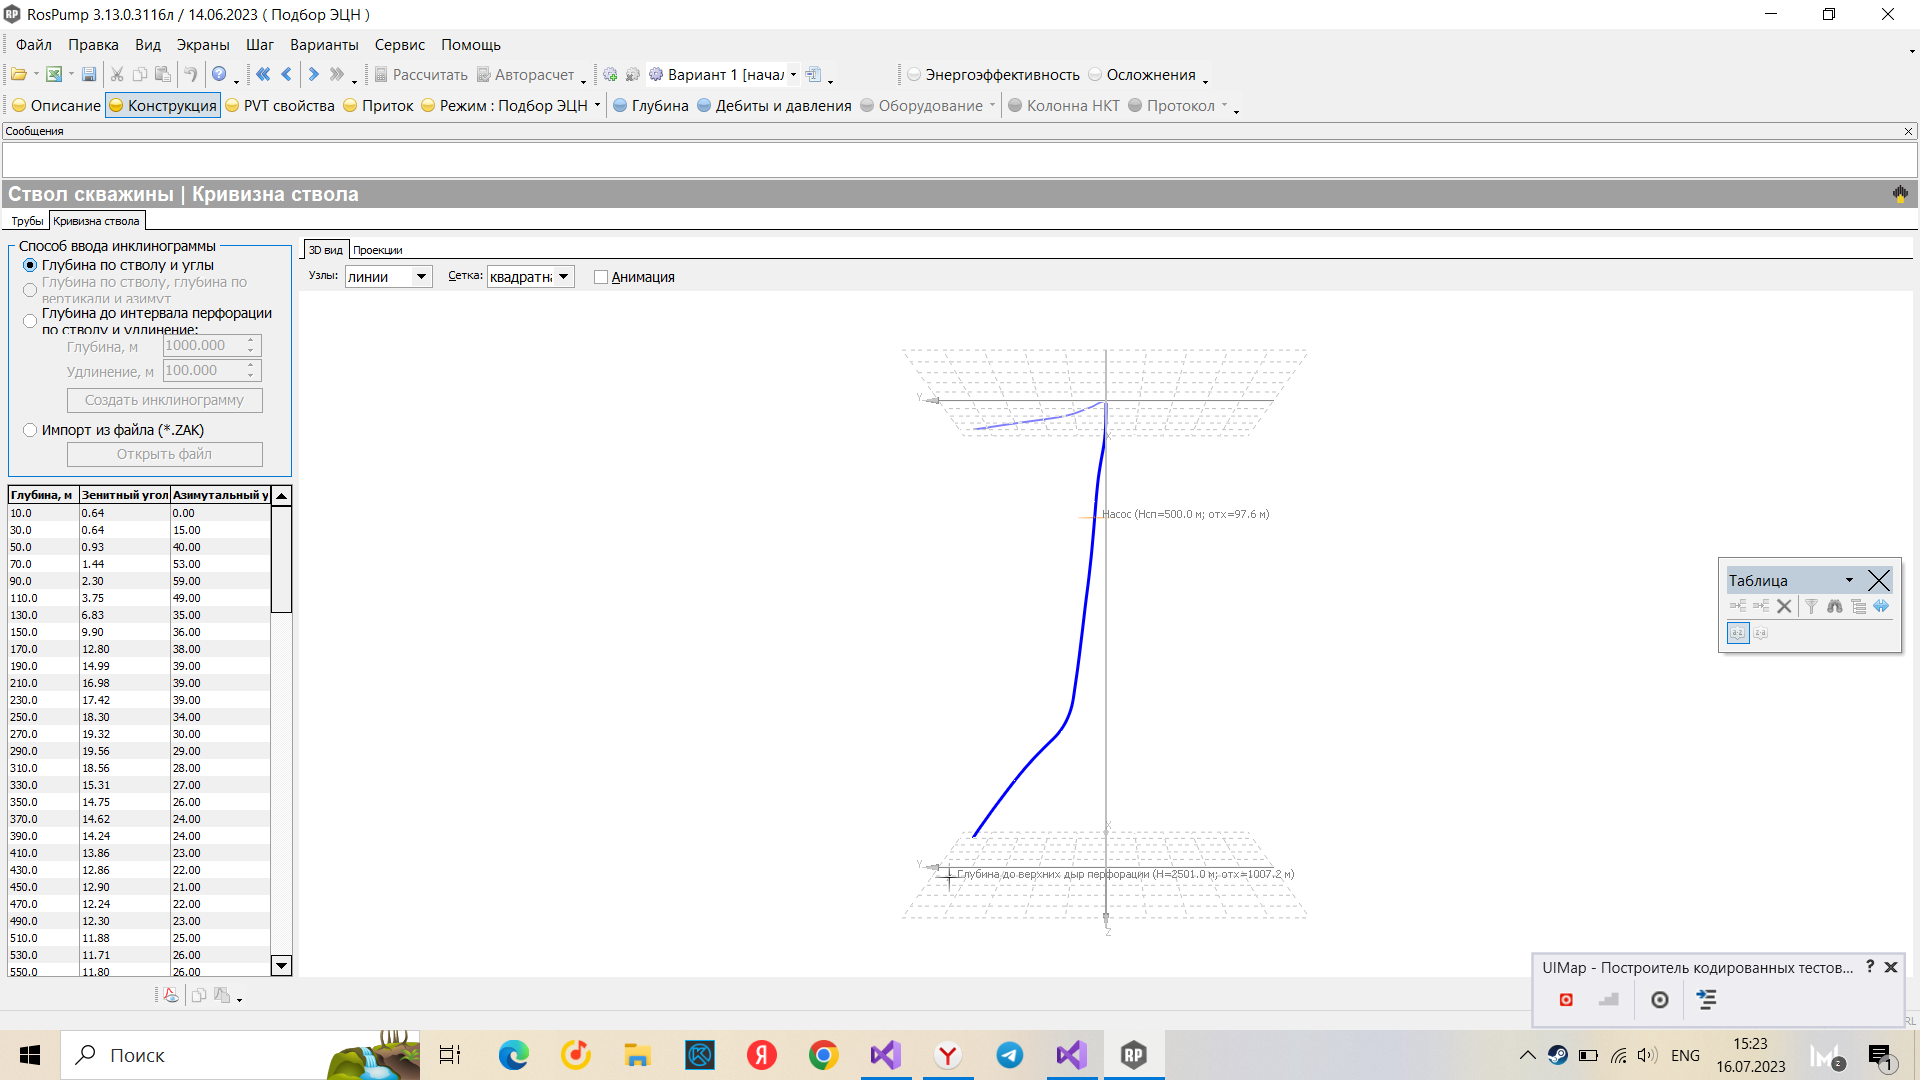 RosPump 3.13.0.3116л / 14.06.2023 ( Подбор ЭЦН )
Файл Правка Вид Экраны Шаг Варианты Сервис Помощь
Рассчитать Авторасчет Вариант 1 [начал Энергоэффективность Осложнения
Описание Конструкция PVT свойства Приток Режим : Подбор ЭЦН Глубина Дебиты и давления Оборудование Колонна НКТ Протокол
Сообщения
Ствол скважины | Кривизна ствола
Трубы Кривизна ствола
Способ ввода инклинограммы
Глубина по стволу и углы
Глубина по стволу, глубина по
вертикали и азимут
Глубина до интервала перфорации
по стволу и удлинение:
Глубина, м 1000.000
Удлинение, м 100.000
Создать инклинограмму
Импорт из файла (*.ZAK)
Открыть файл
3D вид Проекции
Узлы: линии Сетка: квадратна Анимация
Глубина, м Зенитный угол Азимутальный у
10.0 0.64 0.00
30.0 0.64 15.00
50.0 0.93 40.00
70.0 1.44 53.00
90.0 2.30 59.00
110.0 3.75 49.00
130.0 6.83 35.00
150.0 9.90 36.00
170.0 12.80 38.00
190.0 14.99 39.00
210.0 16.98 39.00
230.0 17.42 39.00
250.0 18.30 34.00
270.0 19.32 30.00
290.0 19.56 29.00
310.0 18.56 28.00
330.0 15.31 27.00
350.0 14.75 26.00
370.0 14.62 24.00
390.0 14.24 24.00
410.0 13.86 23.00
430.0 12.86 22.00
450.0 12.90 21.00
470.0 12.24 22.00
490.0 12.30 23.00
510.0 11.88 25.00
530.0 11.71 26.00
550.0 11.80 26.00
Y
X
Насос (Hсп=500.0 м; отх=97.6 м)
X
Y
Глубина до верхних дыр перфорации (H=2501.0 м; отх=1007.2 м)
Z
Таблица
UIMap - Построитель кодированных тестов... ?
RL
Поиск
ENG
15:23
16.07.2023
2
1